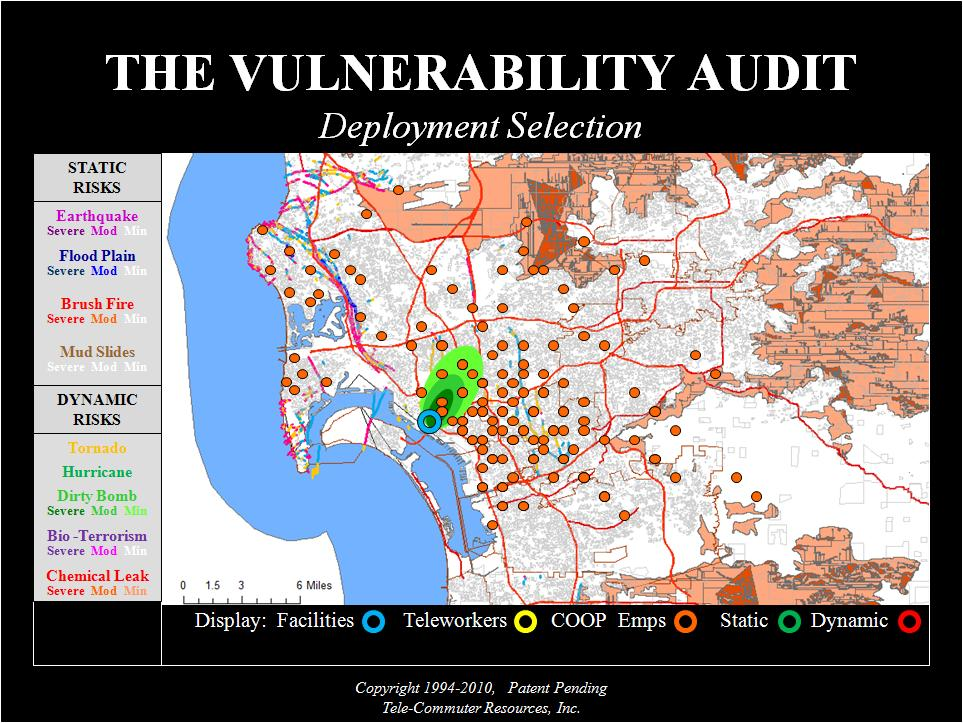 THE VULNERABILITY AUDIT
Deployment Selection
STATIC
RISKS
Earthquake
Severe Mod Min
Flood Plain
Severe Mod Min
Brush Fire
Severe Mod Min
Mud Slides
Severe Mod Min
DYNAMIC
RISKS
Tornado
Hurricane
Dirty Bomb
Severe Mod Min
Bio -Terrorism
Severe Mod Min
Chemical Leak
Severe Mod Min
0 1.5 3 6 Miles
Display: Facilities Teleworkers COOP Emps Static Dynamic
Copyright 1994-2010, Patent Pending
Tele-Commuter Resources, Inc.